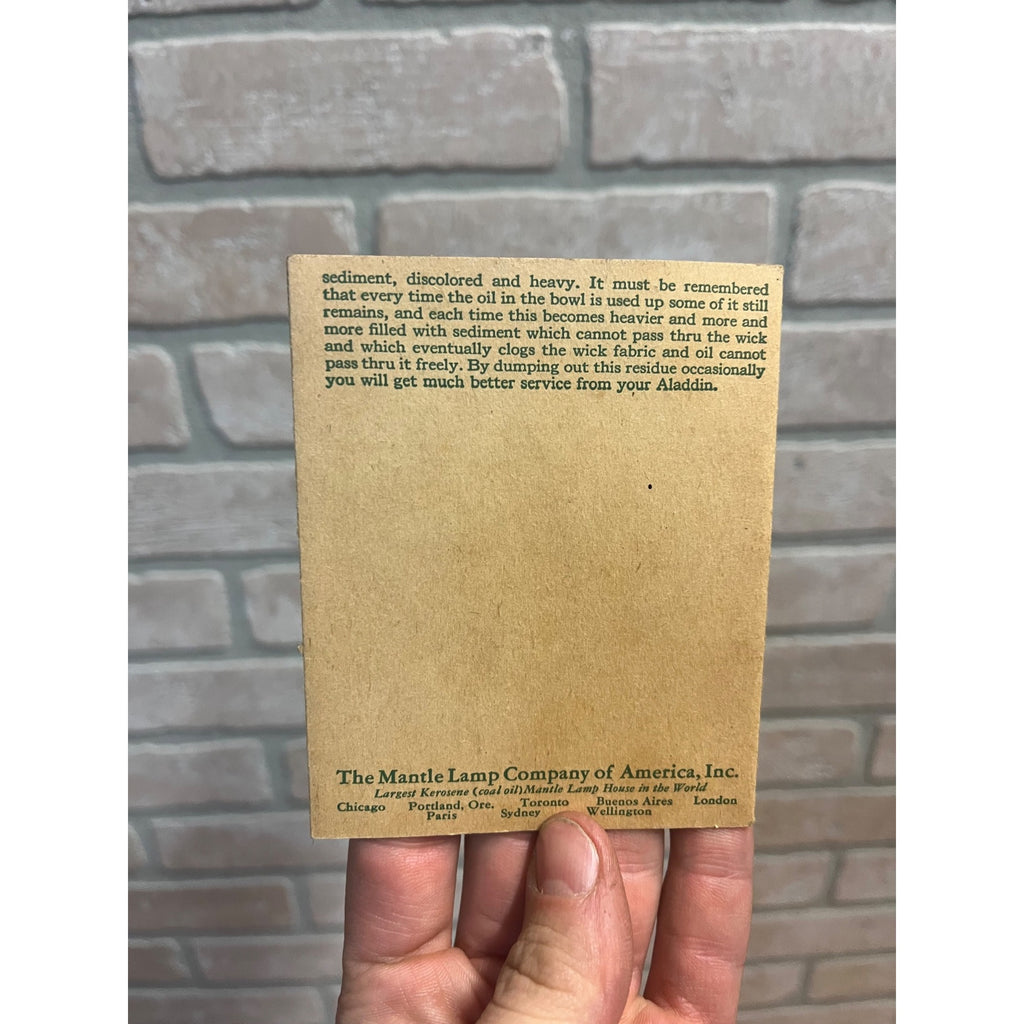 sediment, discolored and heavy. It must be remembered
that every time the oil in the bowl is used up some of it still
remains, and each time this becomes heavier and more and
more filled with sediment which cannot pass thru the wick
and which eventually clogs the wick fabric and oil cannot
pass thru it freely. By dumping out this residue occasionally
you will get much better service from your Aladdin.
The Mantle Lamp Company of America, Inc.
Largest Kerosene (coal oil) Mantle Lamp House in the World
Chicago Portland, Ore. Toronto Buenos Aires London
Paris Sydney Wellington